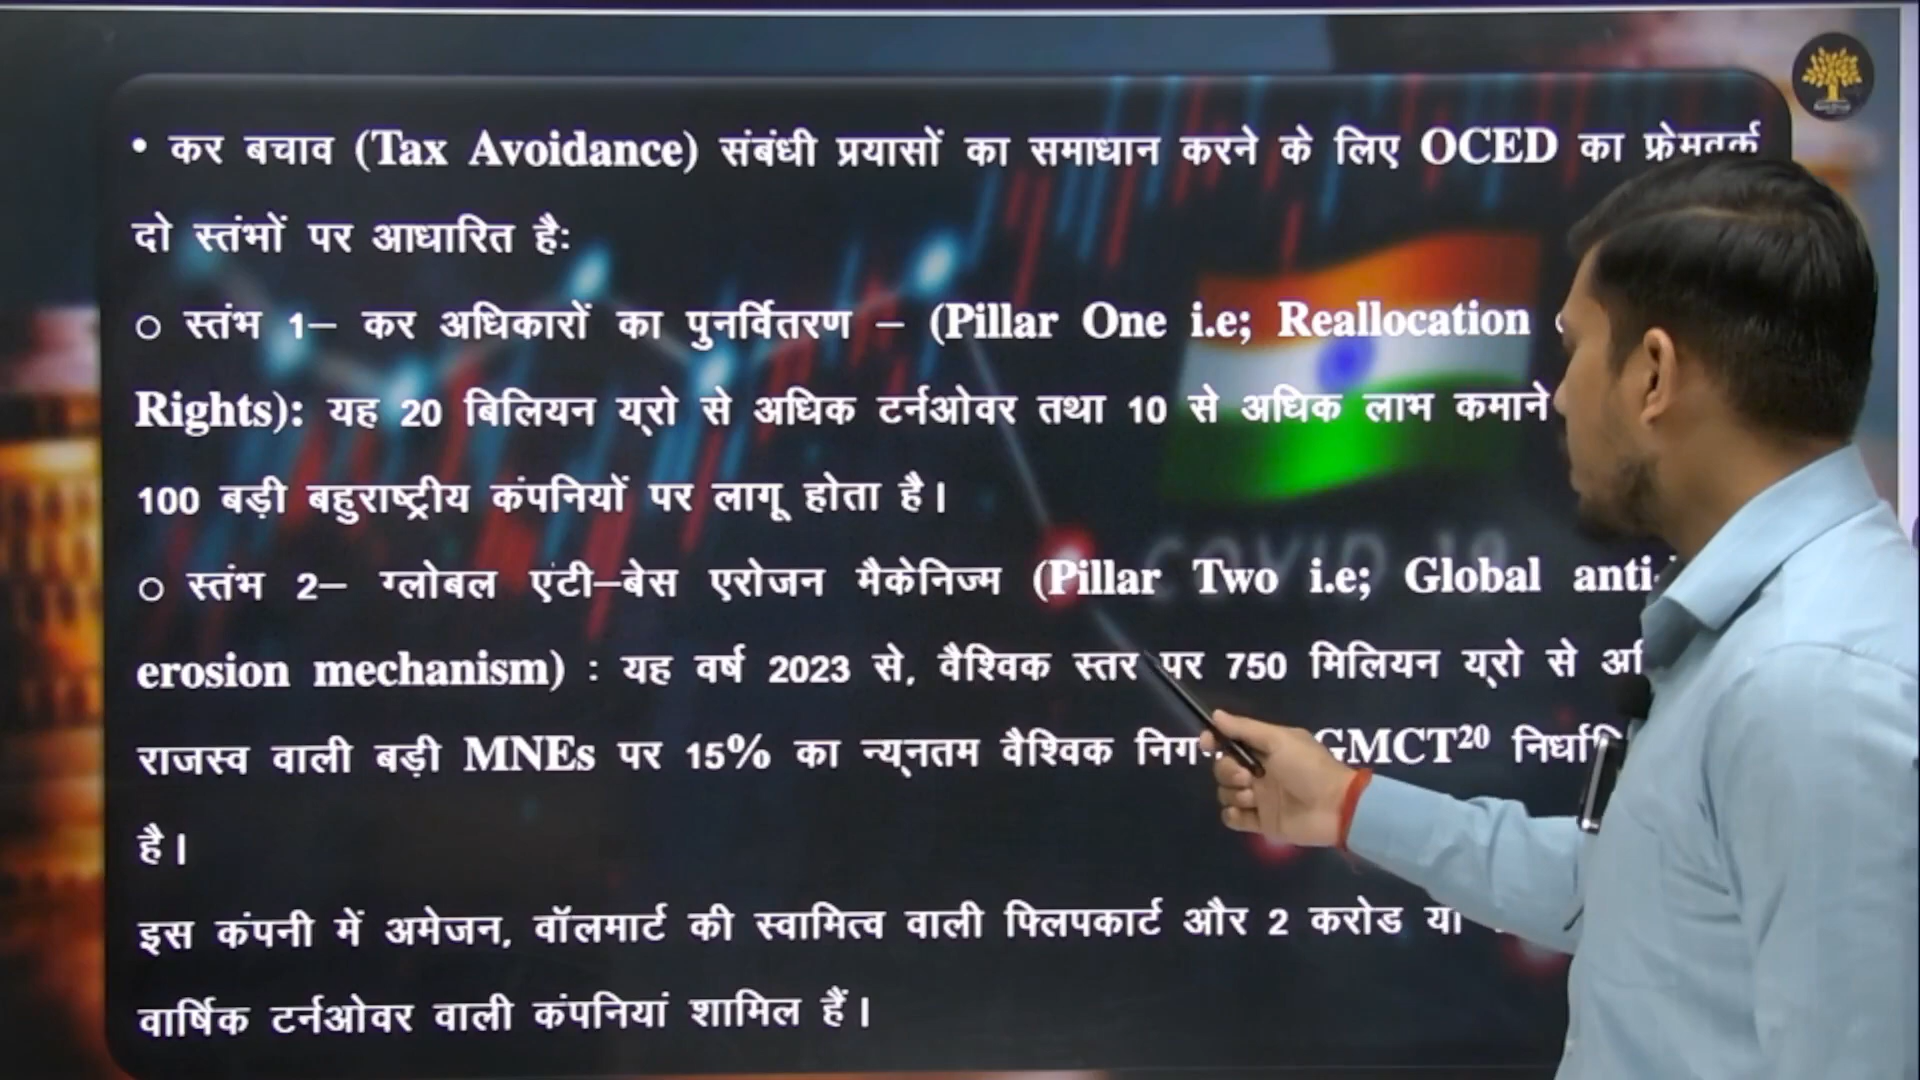 • कर बचाव (Tax Avoidance) संबंधी प्रयासों का समाधान करने के लिए OCED का फ्रेमवर्क
दो स्तंभों पर आधारित है:
○ स्तंभ 1– कर अधिकारों का पुनर्वितरण – (Pillar One i.e; Reallocation
Rights): यह 20 बिलियन यूरो से अधिक टर्नओवर तथा 10 से अधिक लाभ कमाने
100 बड़ी बहुराष्ट्रीय कंपनियों पर लागू होता है।
○ स्तंभ 2– ग्लोबल एंटी–बेस एरोजन मैकेनिज्म (Pillar Two i.e; Global anti-
erosion mechanism) : यह वर्ष 2023 से, वैश्विक स्तर पर 750 मिलियन यूरो से
राजस्व वाली बड़ी MNEs पर 15% का न्यूनतम वैश्विक GMCT²⁰
है।
इस कंपनी में अमेजन, वॉलमार्ट की स्वामित्व वाली फ्लिपकार्ट और 2 करोड या
वार्षिक टर्नओवर वाली कंपनियां शामिल हैं।
COVID 19